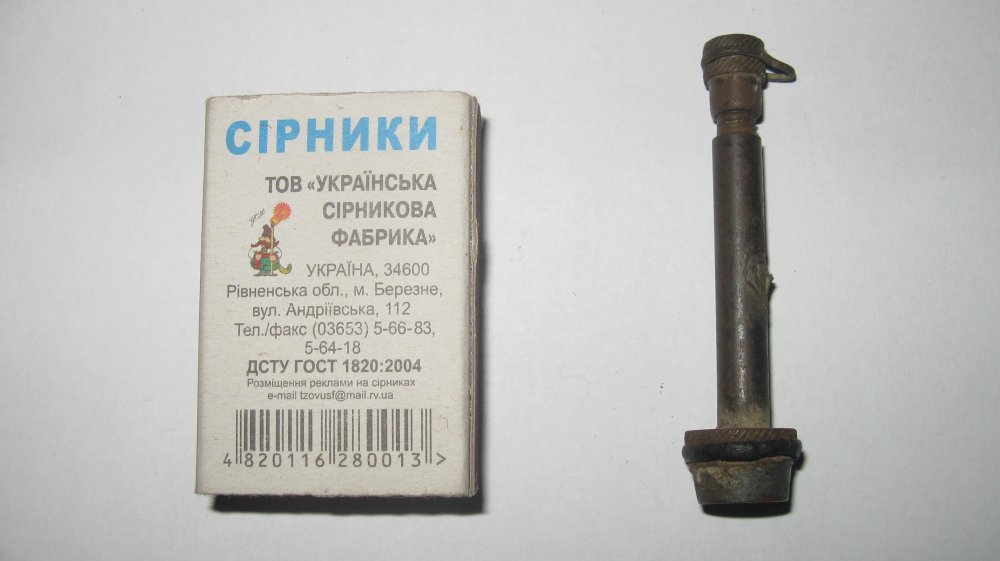 СІРНИКИ
ТОВ «УКРАЇНСЬКА
СІРНИКОВА
ФАБРИКА»
УКРАЇНА, 34600
Рівненська обл., м. Березне,
вул. Андріївська, 112
Тел./факс (03653) 5-66-83,
5-64-18
ДСТУ ГОСТ 1820:2004
Розміщення реклами на сірниках
e-mail tzovusf@mail.rv.ua
4 820116 280013 >